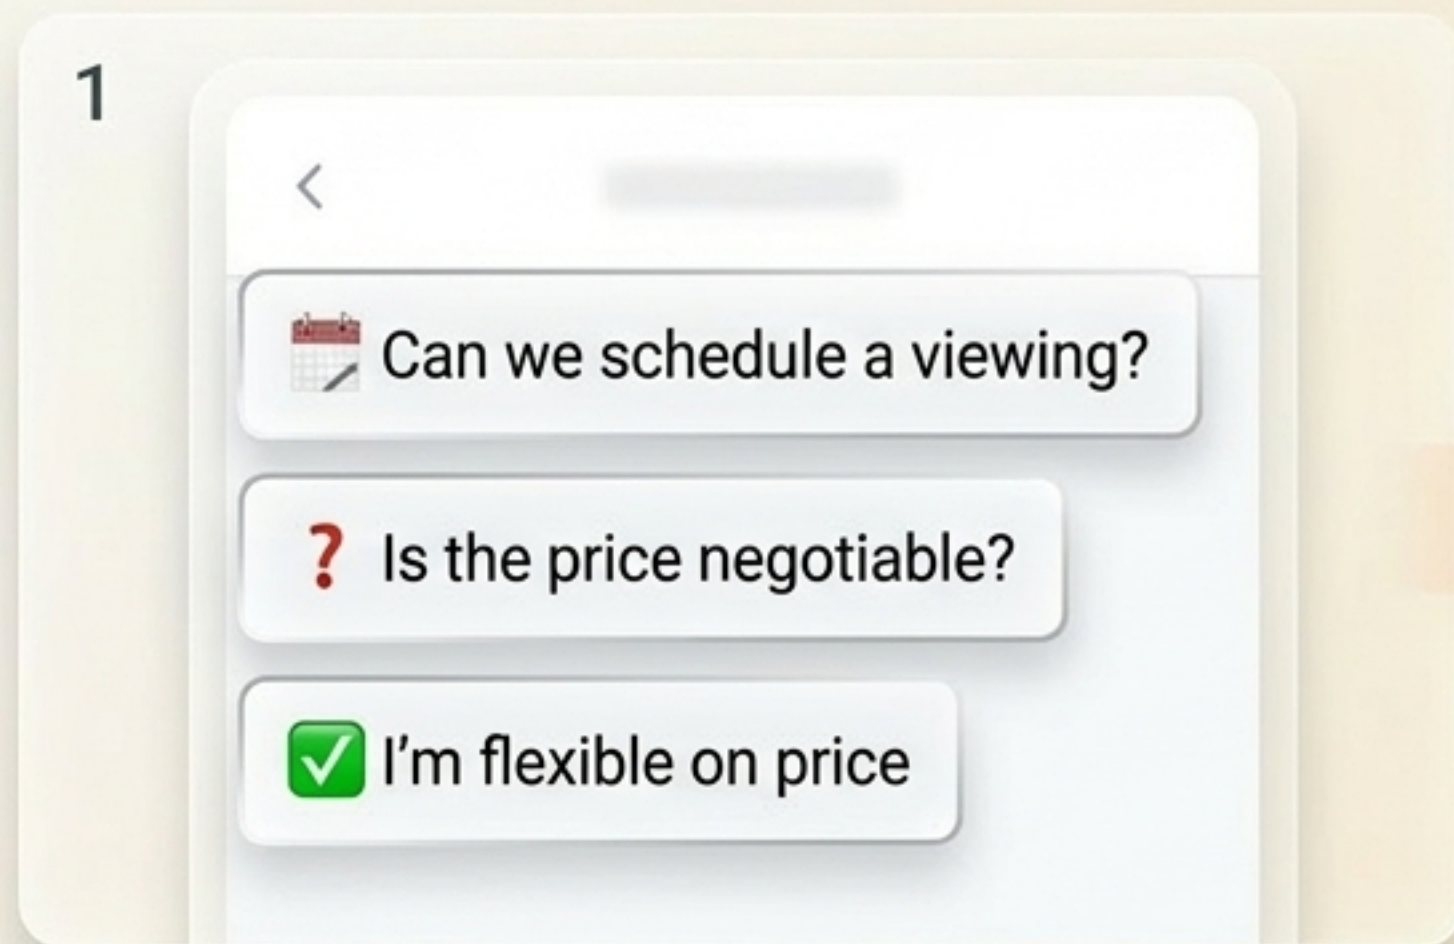 1
Can we schedule a viewing?
❓ Is the price negotiable?
✅ I’m flexible on price